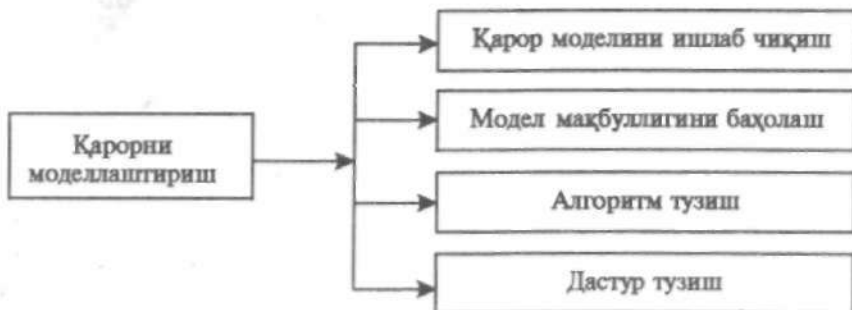 Қарор моделини ишлаб чиқиш
Модел мақбуллигини баҳолаш
Қарорни
моделлаштириш
Алгоритм тузиш
Дастур тузиш